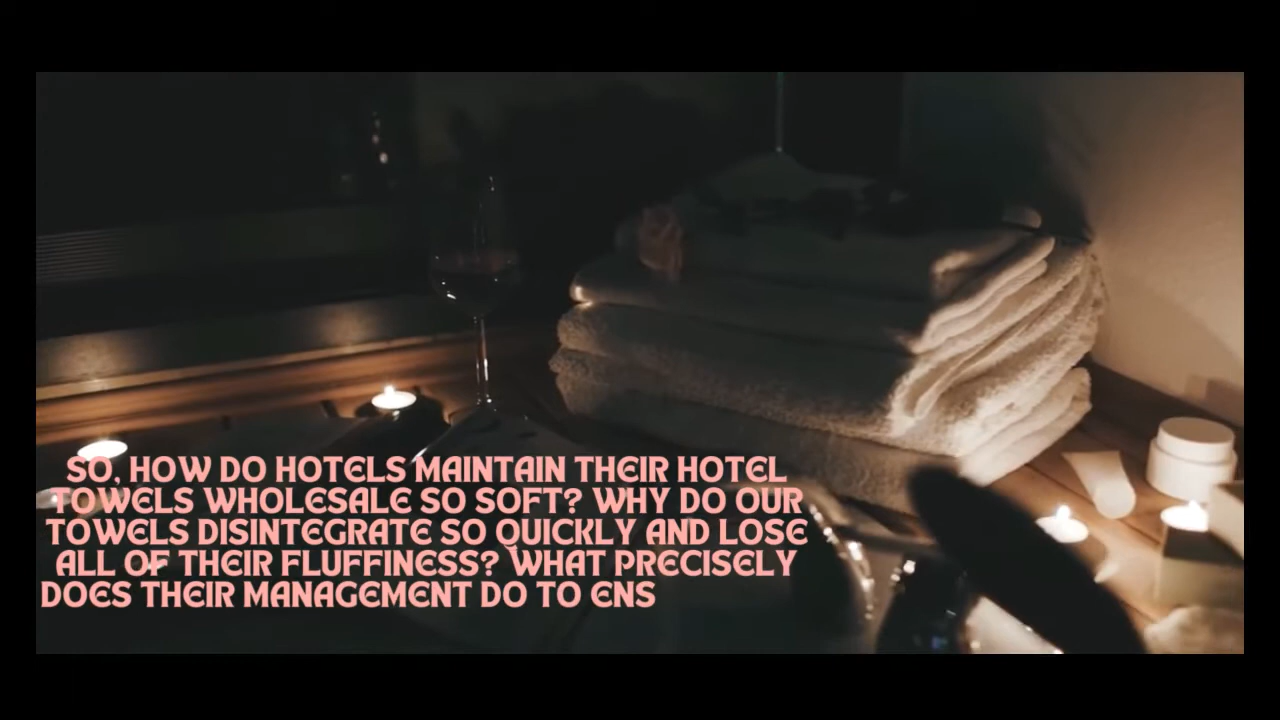 SO, HOW DO HOTELS MAINTAIN THEIR HOTEL
TOWELS WHOLESALE SO SOFT? WHY DO OUR
TOWELS DISINTEGRATE SO QUICKLY AND LOSE
ALL OF THEIR FLUFFINESS? WHAT PRECISELY
DOES THEIR MANAGEMENT DO TO ENS